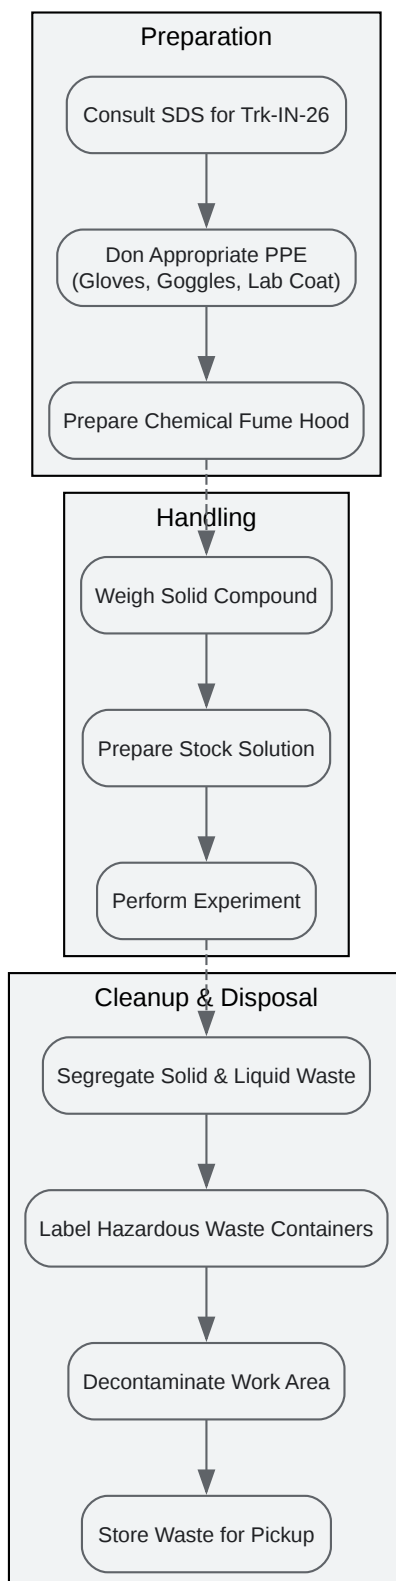 Preparation
Consult SDS for Trk-IN-26
Don Appropriate PPE
(Gloves, Goggles, Lab Coat)
Prepare Chemical Fume Hood
Handling
Weigh Solid Compound
Prepare Stock Solution
Perform Experiment
Cleanup & Disposal
Segregate Solid & Liquid Waste
Label Hazardous Waste Containers
Decontaminate Work Area
Store Waste for Pickup